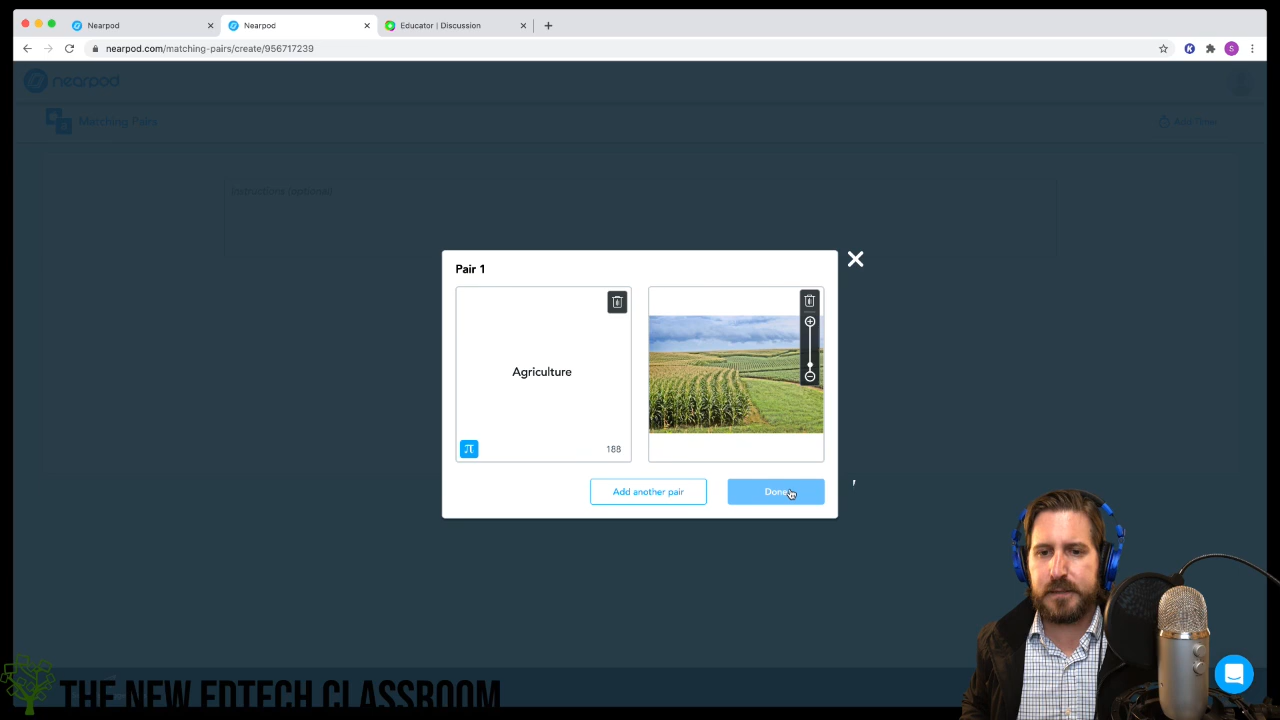 Nearpod
Nearpod
Educator | Discussion
nearpod.com/matching-pairs/create/956717239
S
nearpod
Matching Pairs
Add Time
Instructions (optional)
Pair 1
Agriculture
π
188
Add another pair
Done
THE NEW EDTECH CLASSROOM